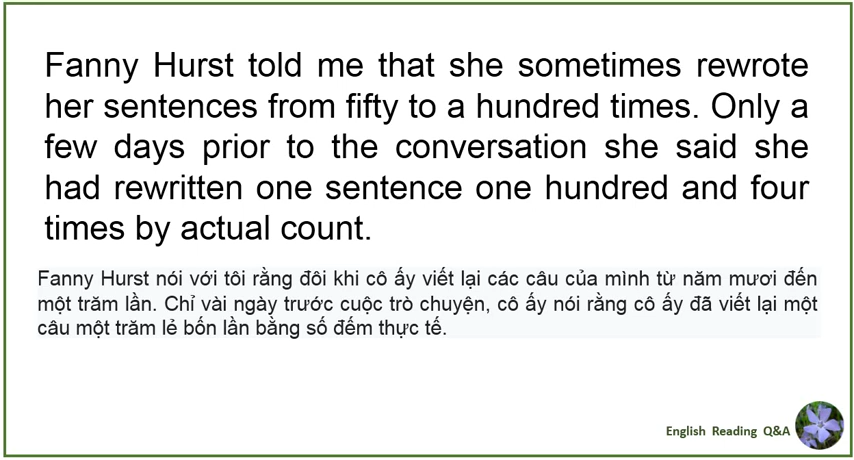 Fanny Hurst told me that she sometimes rewrote
her sentences from fifty to a hundred times. Only a
few days prior to the conversation she said she
had rewritten one sentence one hundred and four
times by actual count.
Fanny Hurst nói với tôi rằng đôi khi cô ấy viết lại các câu của mình từ năm mươi đến
một trăm lần. Chỉ vài ngày trước cuộc trò chuyện, cô ấy nói rằng cô ấy đã viết lại một
câu một trăm lẻ bốn lần bằng số đếm thực tế.
English Reading Q&A